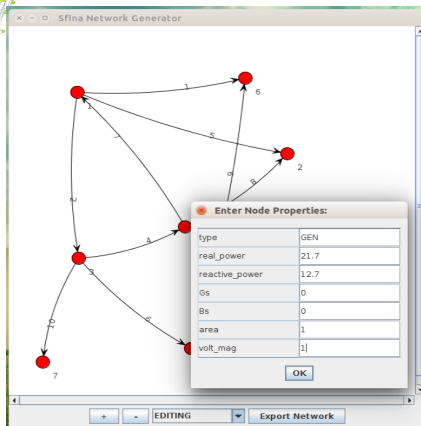 Sfina Network Generator
1
6
1
5
2
7
9
8
2
4
3
10
7
Enter Node Properties:
type GEN
real_power 21.7
reactive_power 12.7
Gs 0
Bs 0
area 1
volt_mag 1
OK
+ - EDITING Export Network